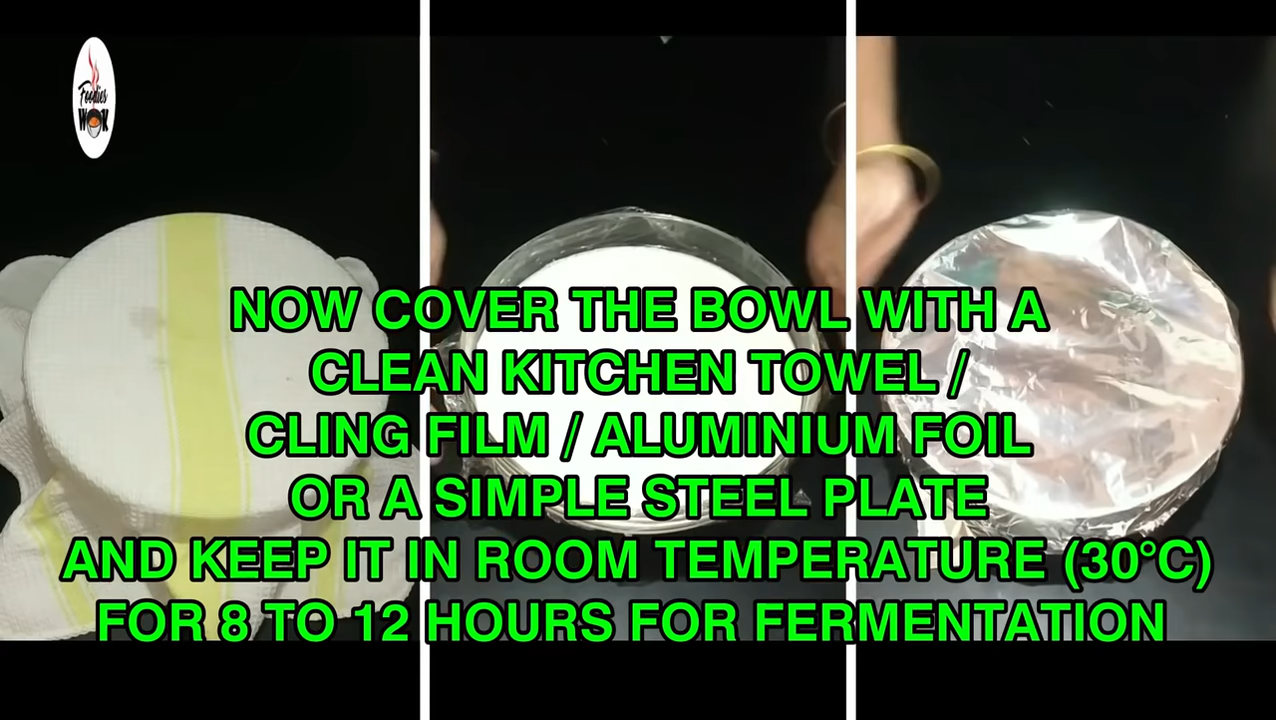 Foodies
WOK
NOW COVER THE BOWL WITH A
CLEAN KITCHEN TOWEL /
CLING FILM / ALUMINIUM FOIL
OR A SIMPLE STEEL PLATE
AND KEEP IT IN ROOM TEMPERATURE (30°C)
FOR 8 TO 12 HOURS FOR FERMENTATION